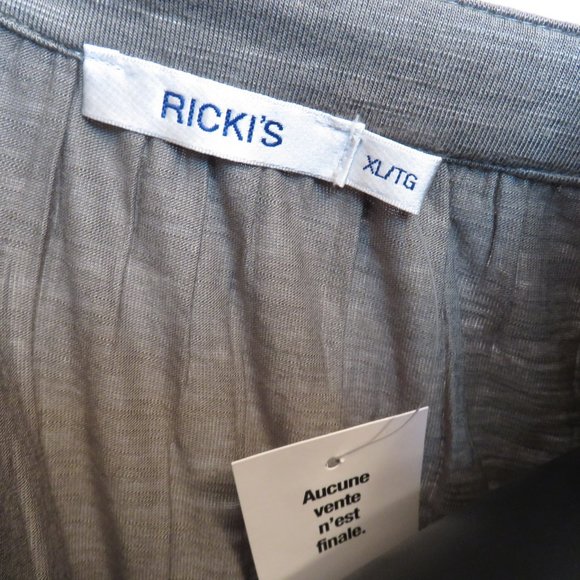 RICKI'S
XL/TG
Aucune
vente
n'est
finale.